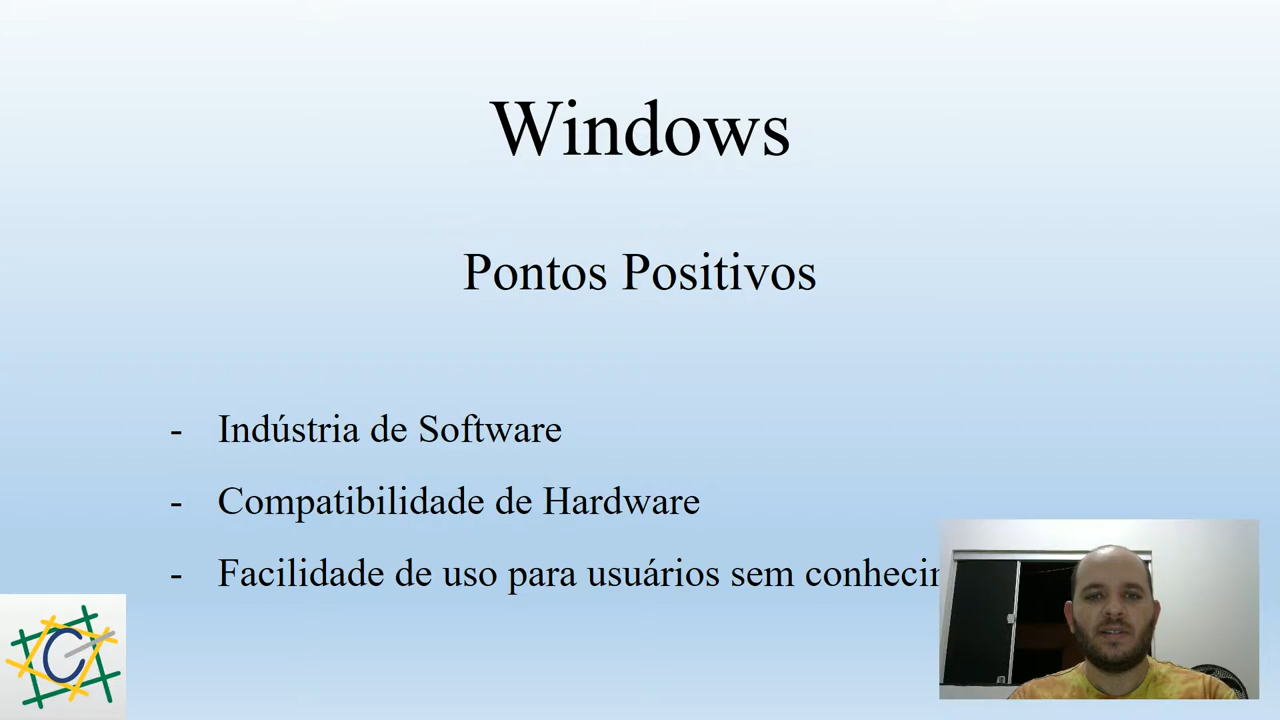 Windows
Pontos Positivos
- Indústria de Software
- Compatibilidade de Hardware
- Facilidade de uso para usuários sem